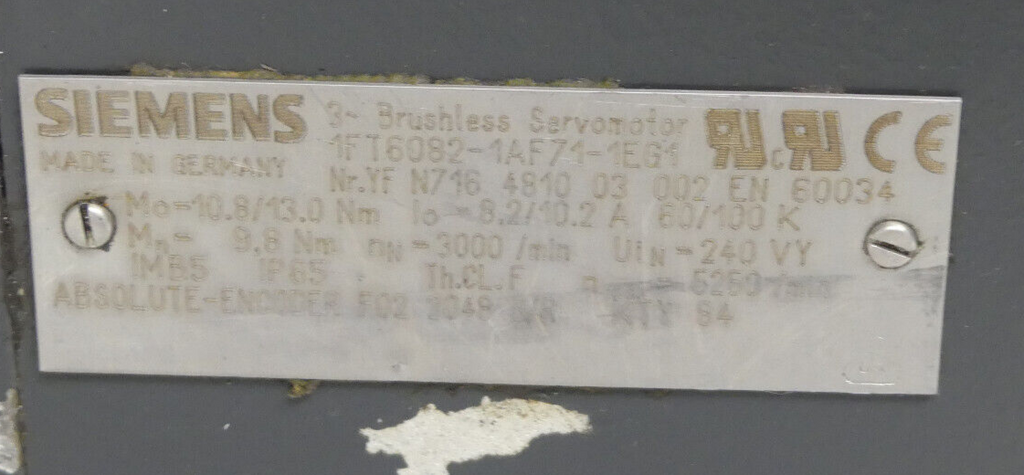 SIEMENS 3~ Brushless Servomotor
1FT6082-1AF71-1EG1
MADE IN GERMANY
Nr.YF N716 4810 03 002 EN 60034
Mo-10.8/13.0 Nm Io-8.2/10.2 A 60/100 K
Mn- 9.8 Nm nN-3000 /min UiN-240 VY
IMB5 IP65 Th.CL.F n
ABSOLUTE-ENCODER